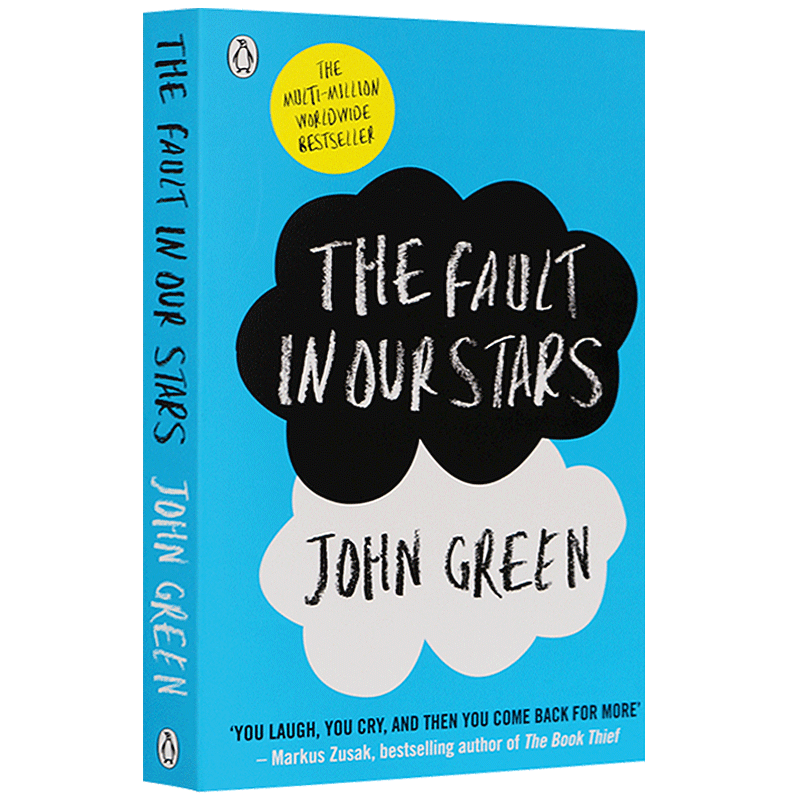 THE FAULT IN OUR STARS JOHN GREEN
THE
MULTI-MILLION
WORLDWIDE
BESTSELLER
THE FAULT
IN OUR STARS
JOHN GREEN
‘YOU LAUGH, YOU CRY, AND THEN YOU COME BACK FOR MORE’
– Markus Zusak, bestselling author of The Book Thief